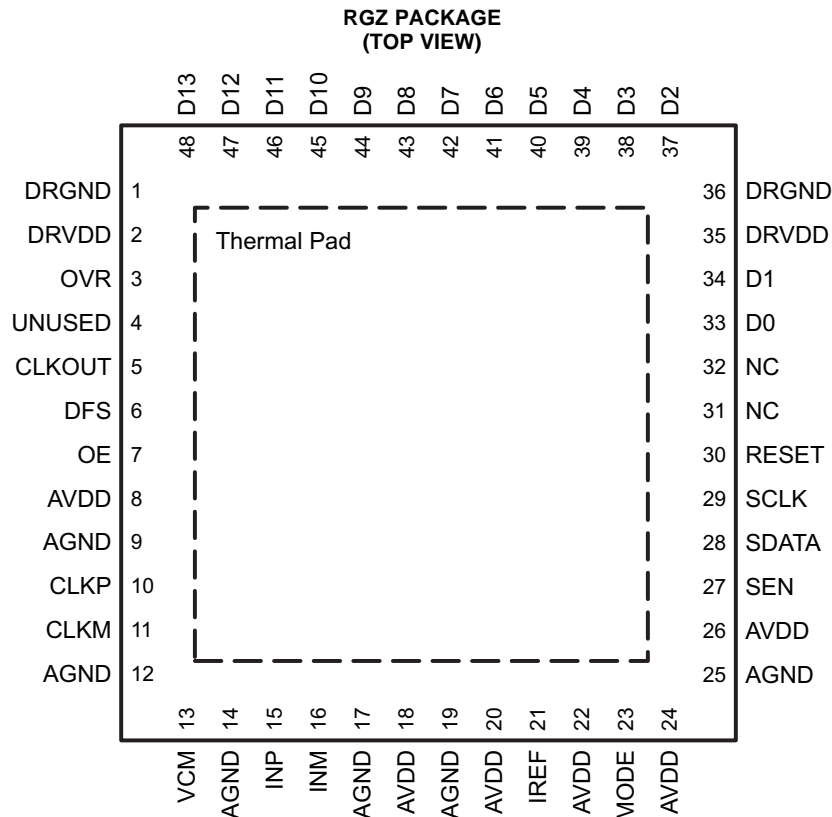 RGZ PACKAGE
(TOP VIEW)
D13 D12 D11 D10 D9 D8 D7 D6 D5 D4 D3 D2
48 47 46 45 44 43 42 41 40 39 38 37
DRGND 1 36 DRGND
DRVDD 2 Thermal Pad 35 DRVDD
OVR 3 34 D1
UNUSED 4 33 D0
CLKOUT 5 32 NC
DFS 6 31 NC
OE 7 30 RESET
AVDD 8 29 SCLK
AGND 9 28 SDATA
CLKP 10 27 SEN
CLKM 11 26 AVDD
AGND 12 25 AGND
13 14 15 16 17 18 19 20 21 22 23 24
VCM AGND INP INM AGND AVDD AGND AVDD IREF AVDD MODE AVDD